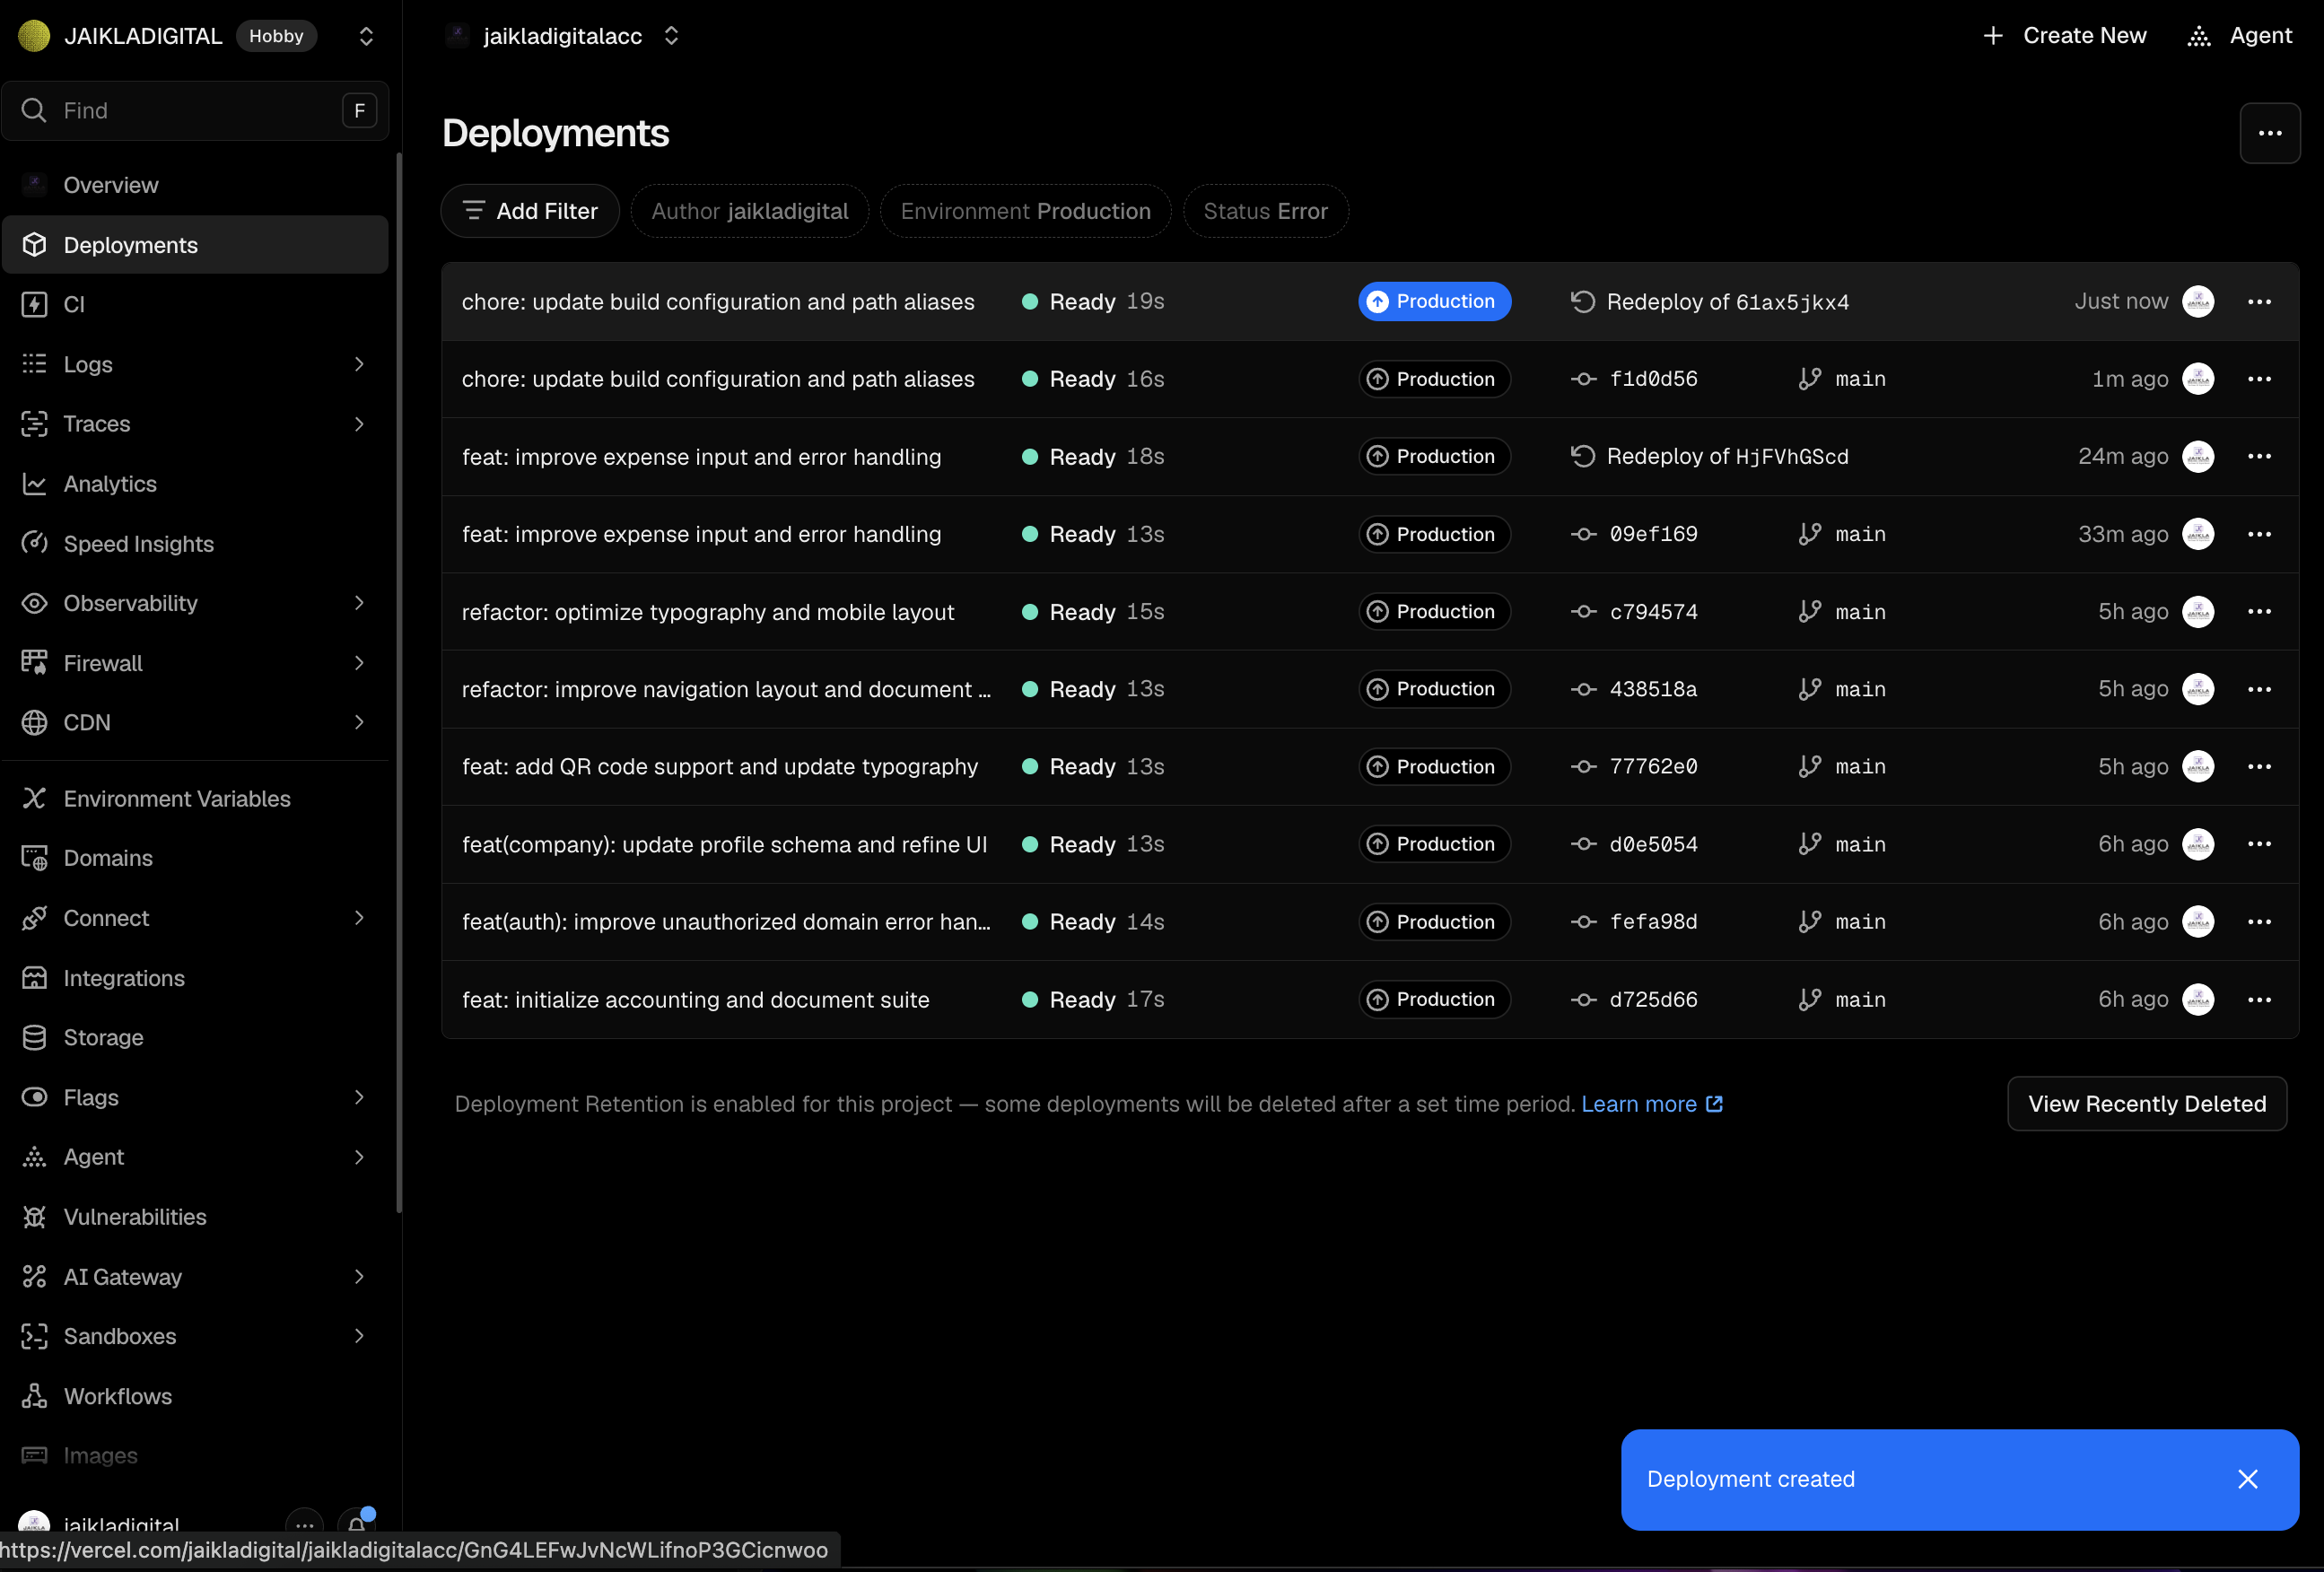 JAIKLADIGITAL Hobby
jaikladigitalacc
Create New
Agent
Find F
Overview
Deployments
CI
Logs
Traces
Analytics
Speed Insights
Observability
Firewall
CDN
Environment Variables
Domains
Connect
Integrations
Storage
Flags
Agent
Vulnerabilities
AI Gateway
Sandboxes
Workflows
Images
jaikladigital
https://vercel.com/jaikladigital/jaikladigitalacc/GnG4LEFwJvNcWLifnoP3GCicnwoo
Deployments
Add Filter Author jaikladigital Environment Production Status Error
chore: update build configuration and path aliases Ready 19s Production Redeploy of 61ax5jkx4 Just now
chore: update build configuration and path aliases Ready 16s Production f1d0d56 main 1m ago
feat: improve expense input and error handling Ready 18s Production Redeploy of HjFVhGScd 24m ago
feat: improve expense input and error handling Ready 13s Production 09ef169 main 33m ago
refactor: optimize typography and mobile layout Ready 15s Production c794574 main 5h ago
refactor: improve navigation layout and document ... Ready 13s Production 438518a main 5h ago
feat: add QR code support and update typography Ready 13s Production 77762e0 main 5h ago
feat(company): update profile schema and refine UI Ready 13s Production d0e5054 main 6h ago
feat(auth): improve unauthorized domain error han... Ready 14s Production fefa98d main 6h ago
feat: initialize accounting and document suite Ready 17s Production d725d66 main 6h ago
Deployment Retention is enabled for this project — some deployments will be deleted after a set time period. Learn more
View Recently Deleted
Deployment created